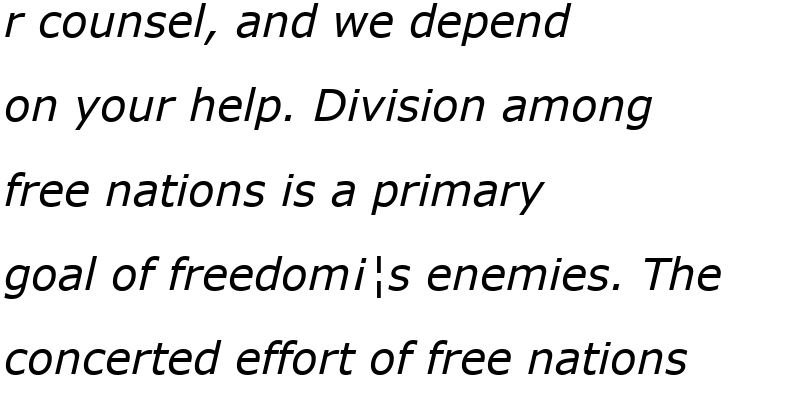 r counsel, and we depend
on your help. Division among
free nations is a primary
goal of freedomi¦s enemies. The
concerted effort of free nations